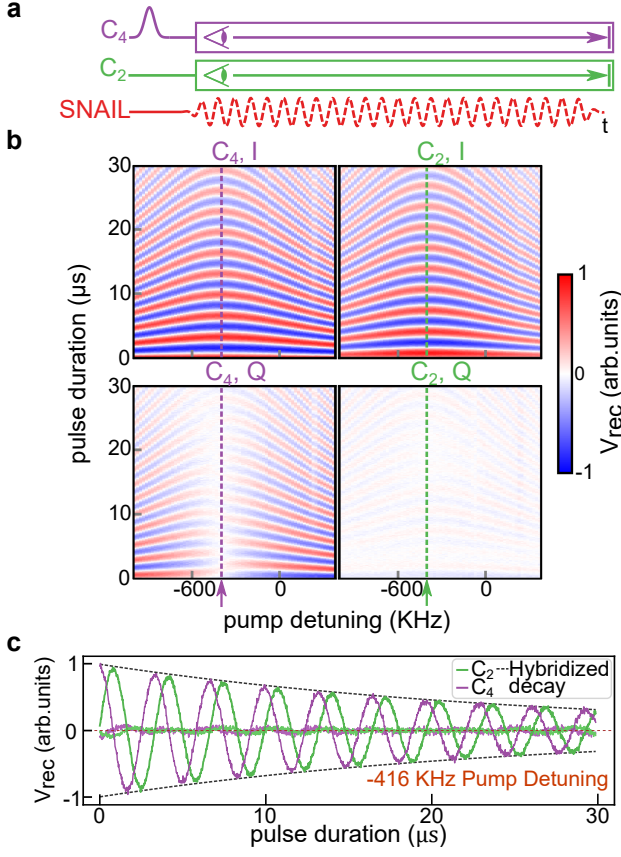 a
C₄
C₂
SNAIL
t
b
C₄, I
C₂, I
30
20
10
0
C₄, Q
C₂, Q
30
20
10
0
-600
0
-600
0
pulse duration (μs)
pump detuning (KHz)
1
0
-1
V_rec (arb.units)
c
1
0
-1
V_rec (arb.units)
C₂ --- Hybridized
C₄ decay
-416 KHz Pump Detuning
0
10
20
30
pulse duration (μs)